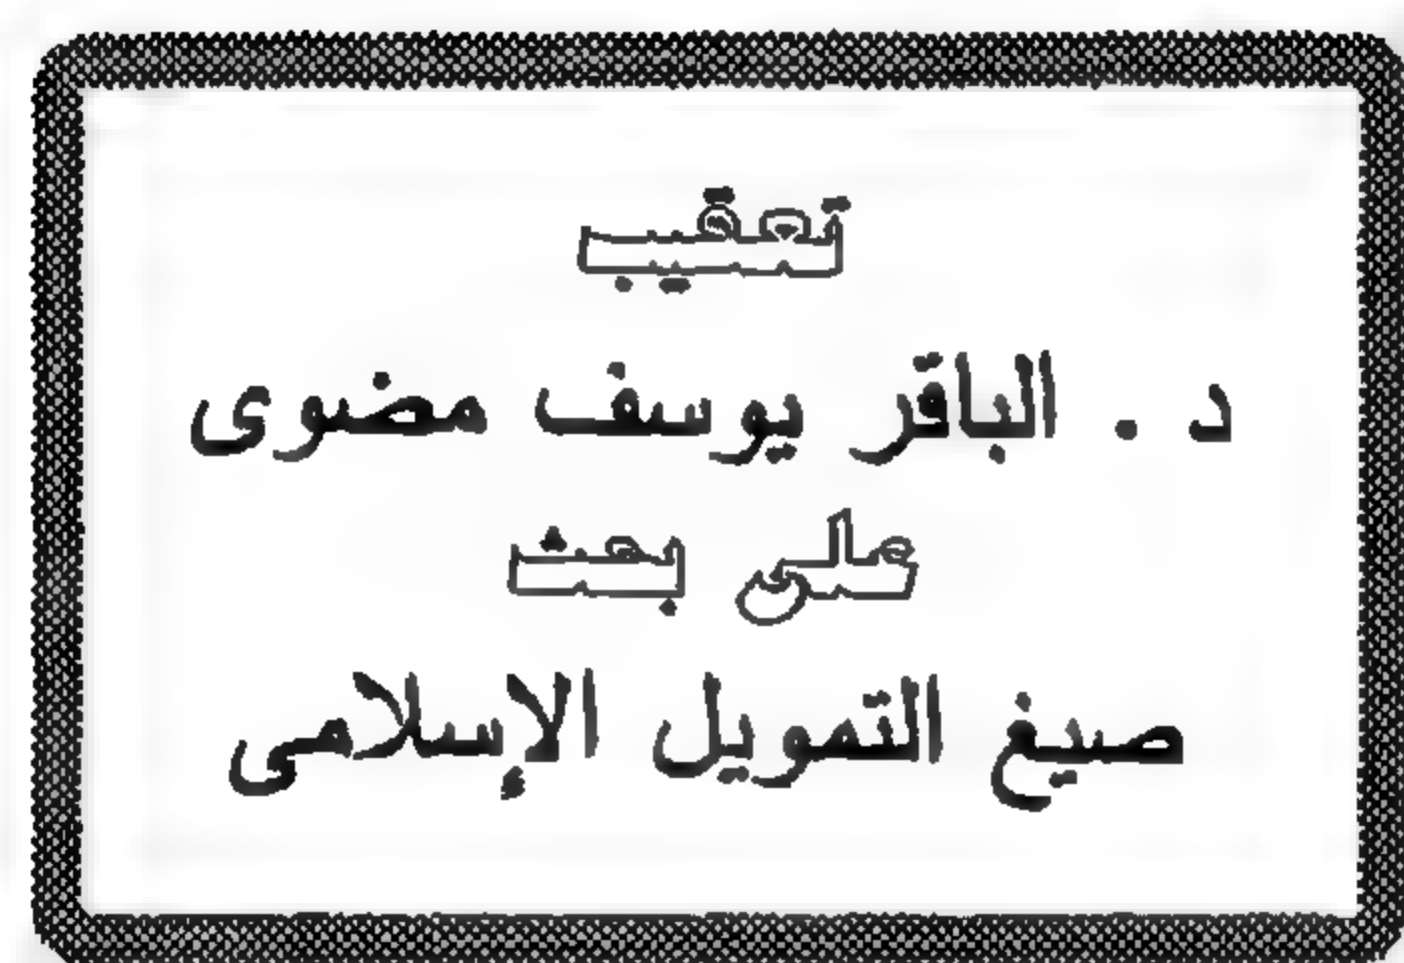 تعقيب
د . الباقر يوسف مضوى
على بحث
صيغ التمويل الإسلامى